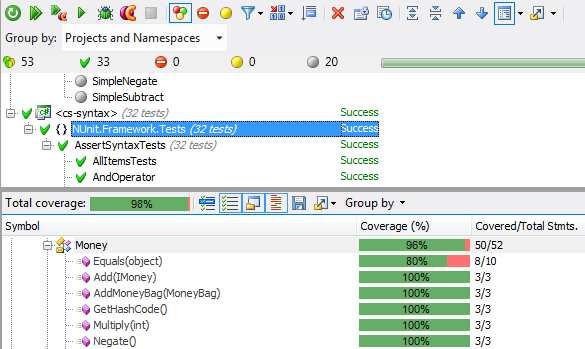 Group by: Projects and Namespaces
53 33 0 0 20
SimpleNegate
SimpleSubtract
<cs-syntax> (32 tests) Success
{} NUnit.Framework.Tests (32 tests) Success
AssertSyntaxTests (32 tests) Success
AllItemsTests Success
AndOperator Success
Total coverage: 98% Group by
Symbol Coverage (%) Covered/Total Stmts.
Money 96% 50/52
Equals(object) 80% 8/10
Add(IMoney) 100% 3/3
AddMoneyBag(MoneyBag) 100% 3/3
GetHashCode() 100% 3/3
Multiply(int) 100% 3/3
Negate() 100% 3/3